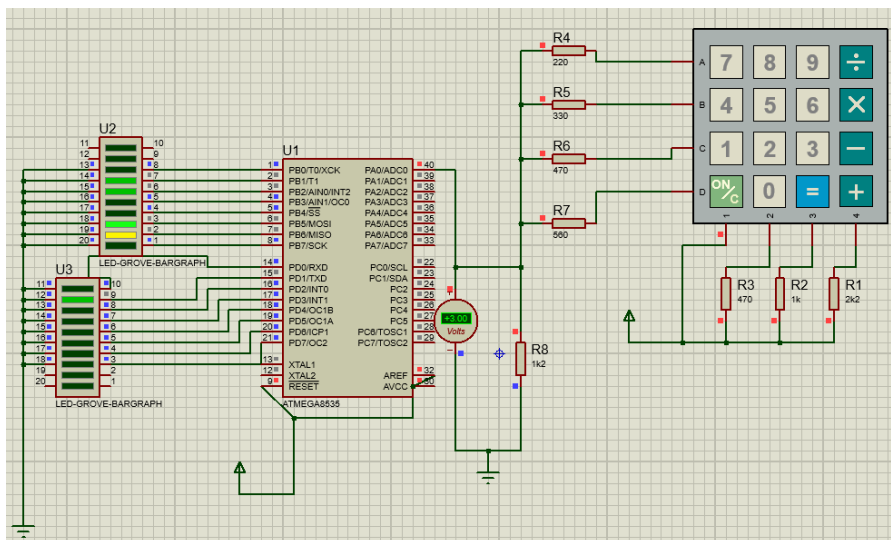 R4
220
R5
330
R6
470
R7
560
A
B
C
D
7 8 9 ÷
4 5 6 ×
1 2 3 −
ON/C 0 = +
1 2 3 4
R3
470
R2
1k
R1
2k2
R8
1k2
+3.00
Volts
+
−
U2
11 10
12 9
13 8
14 7
15 6
16 5
17 4
18 3
19 2
20 1
LED-GROVE-BARGRAPH
U3
11 10
12 9
13 8
14 7
15 6
16 5
17 4
18 3
19 2
20 1
LED-GROVE-BARGRAPH
U1
1 PB0/T0/XCK PA0/ADC0 40
2 PB1/T1 PA1/ADC1 39
3 PB2/AIN0/INT2 PA2/ADC2 38
4 PB3/AIN1/OC0 PA3/ADC3 37
5 PB4/SS PA4/ADC4 36
6 PB5/MOSI PA5/ADC5 35
7 PB6/MISO PA6/ADC6 34
8 PB7/SCK PA7/ADC7 33
14 PD0/RXD PC0/SCL 22
15 PD1/TXD PC1/SDA 23
16 PD2/INT0 PC2 24
17 PD3/INT1 PC3 25
18 PD4/OC1B PC4 26
19 PD5/OC1A PC5 27
20 PD6/ICP1 PC6/TOSC1 28
21 PD7/OC2 PC7/TOSC2 29
13 XTAL1
12 XTAL2 AREF 32
9 RESET AVCC 30
ATMEGA8535